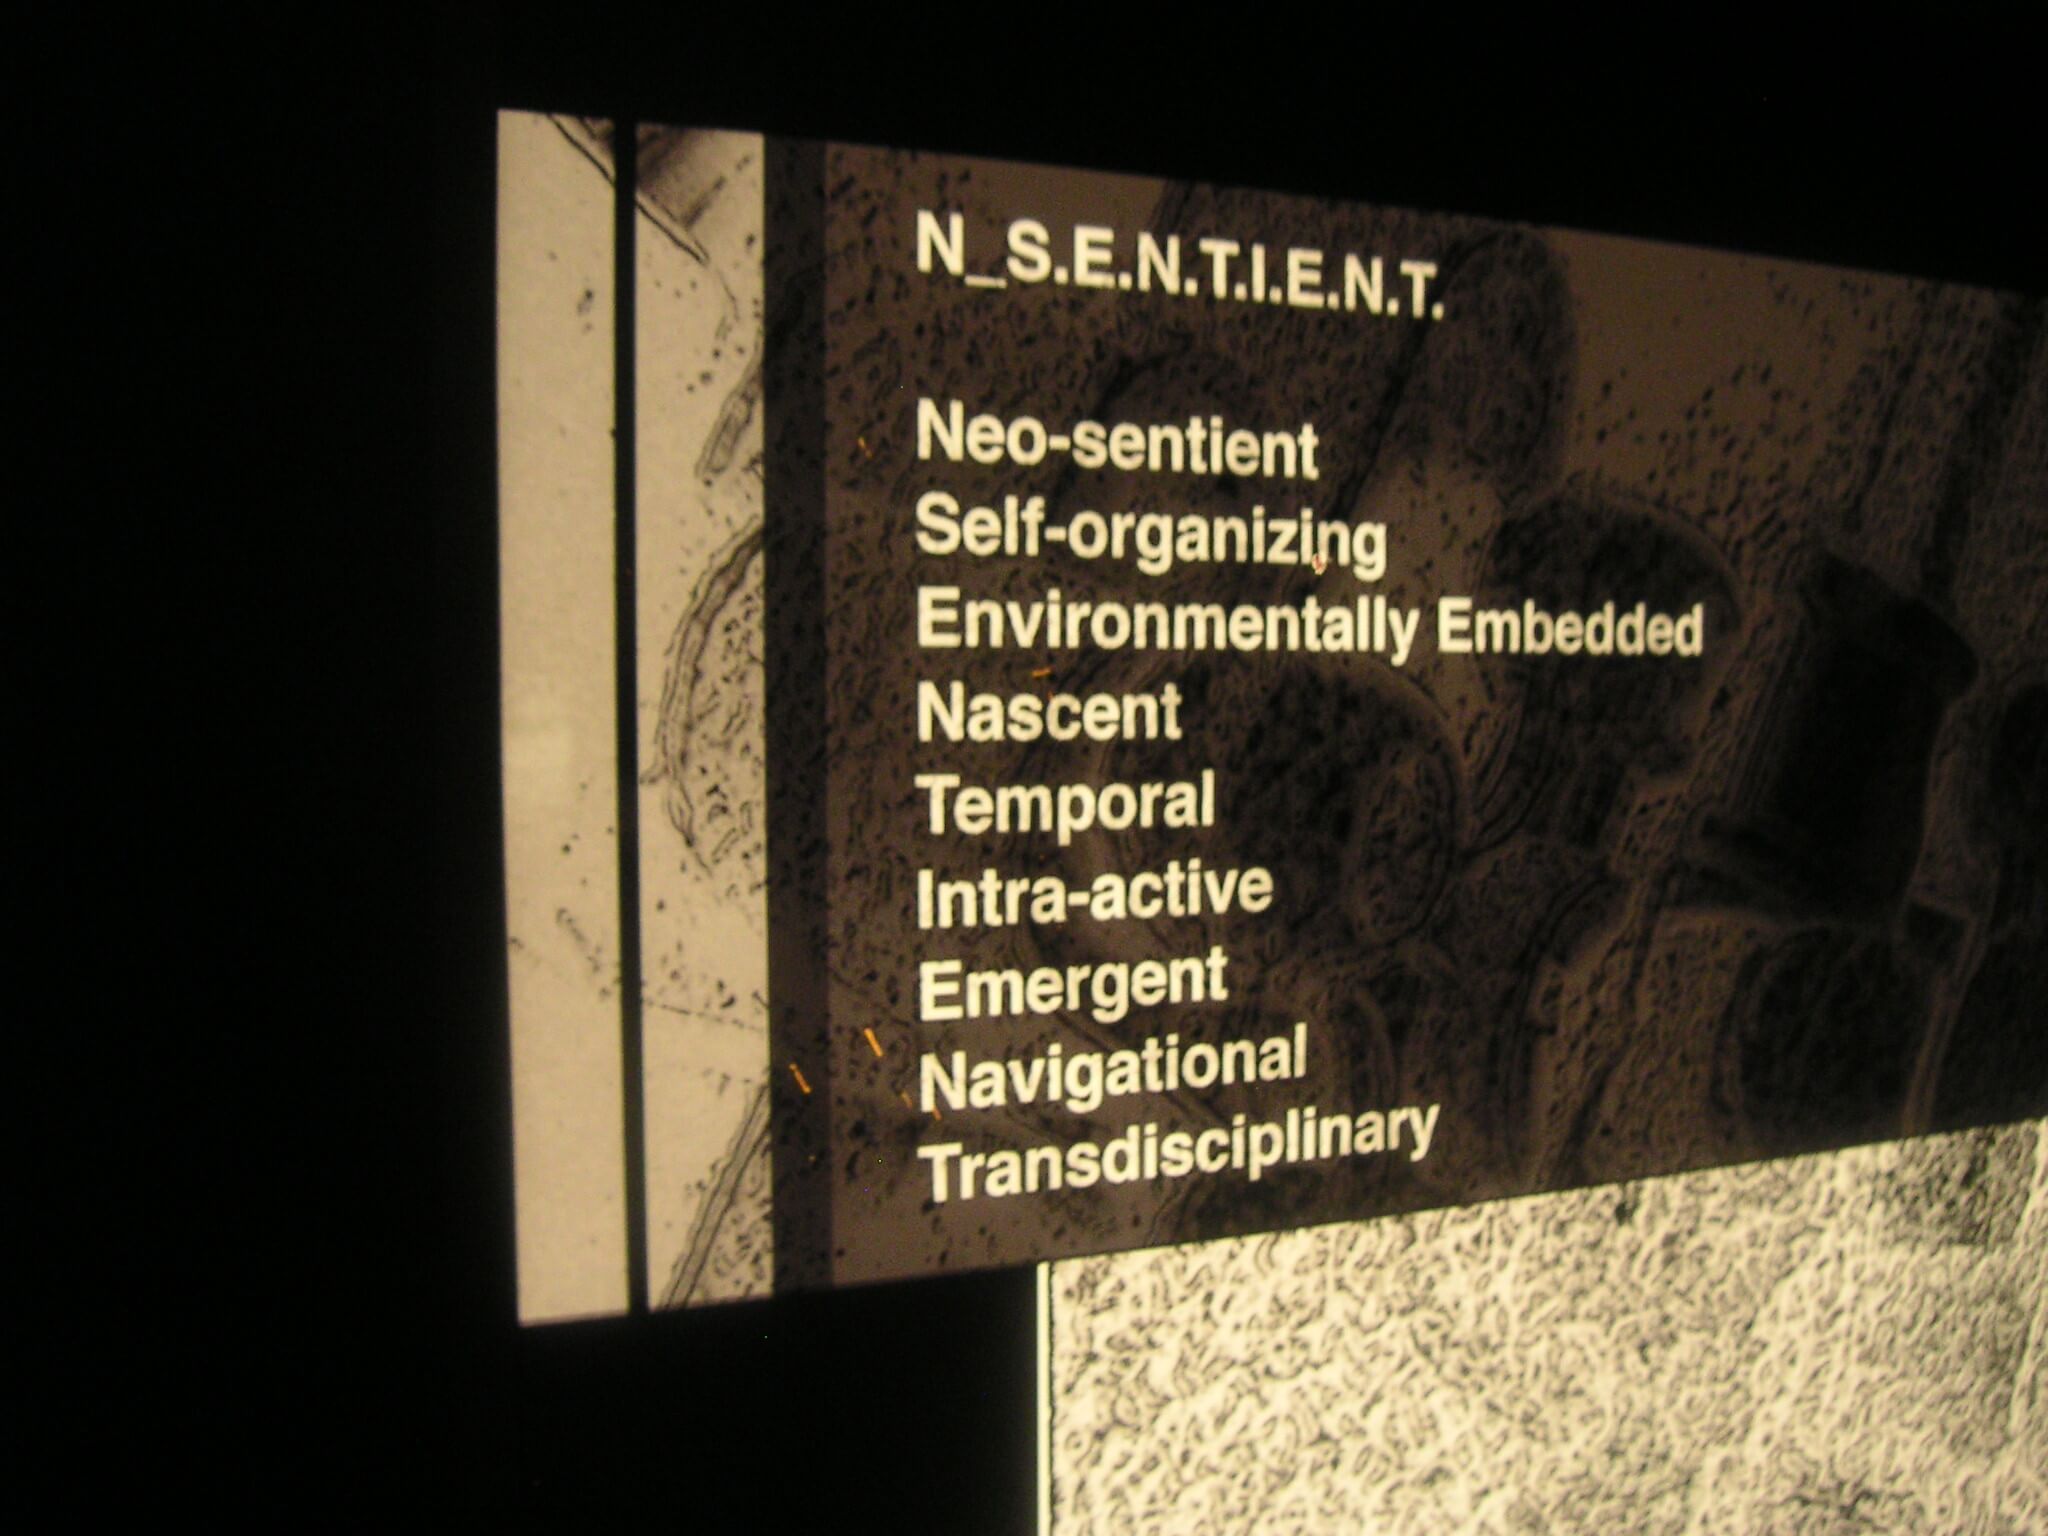 N_S.E.N.T.I.E.N.T.
Neo-sentient
Self-organizing
Environmentally Embedded
Nascent
Temporal
Intra-active
Emergent
Navigational
Transdisciplinary